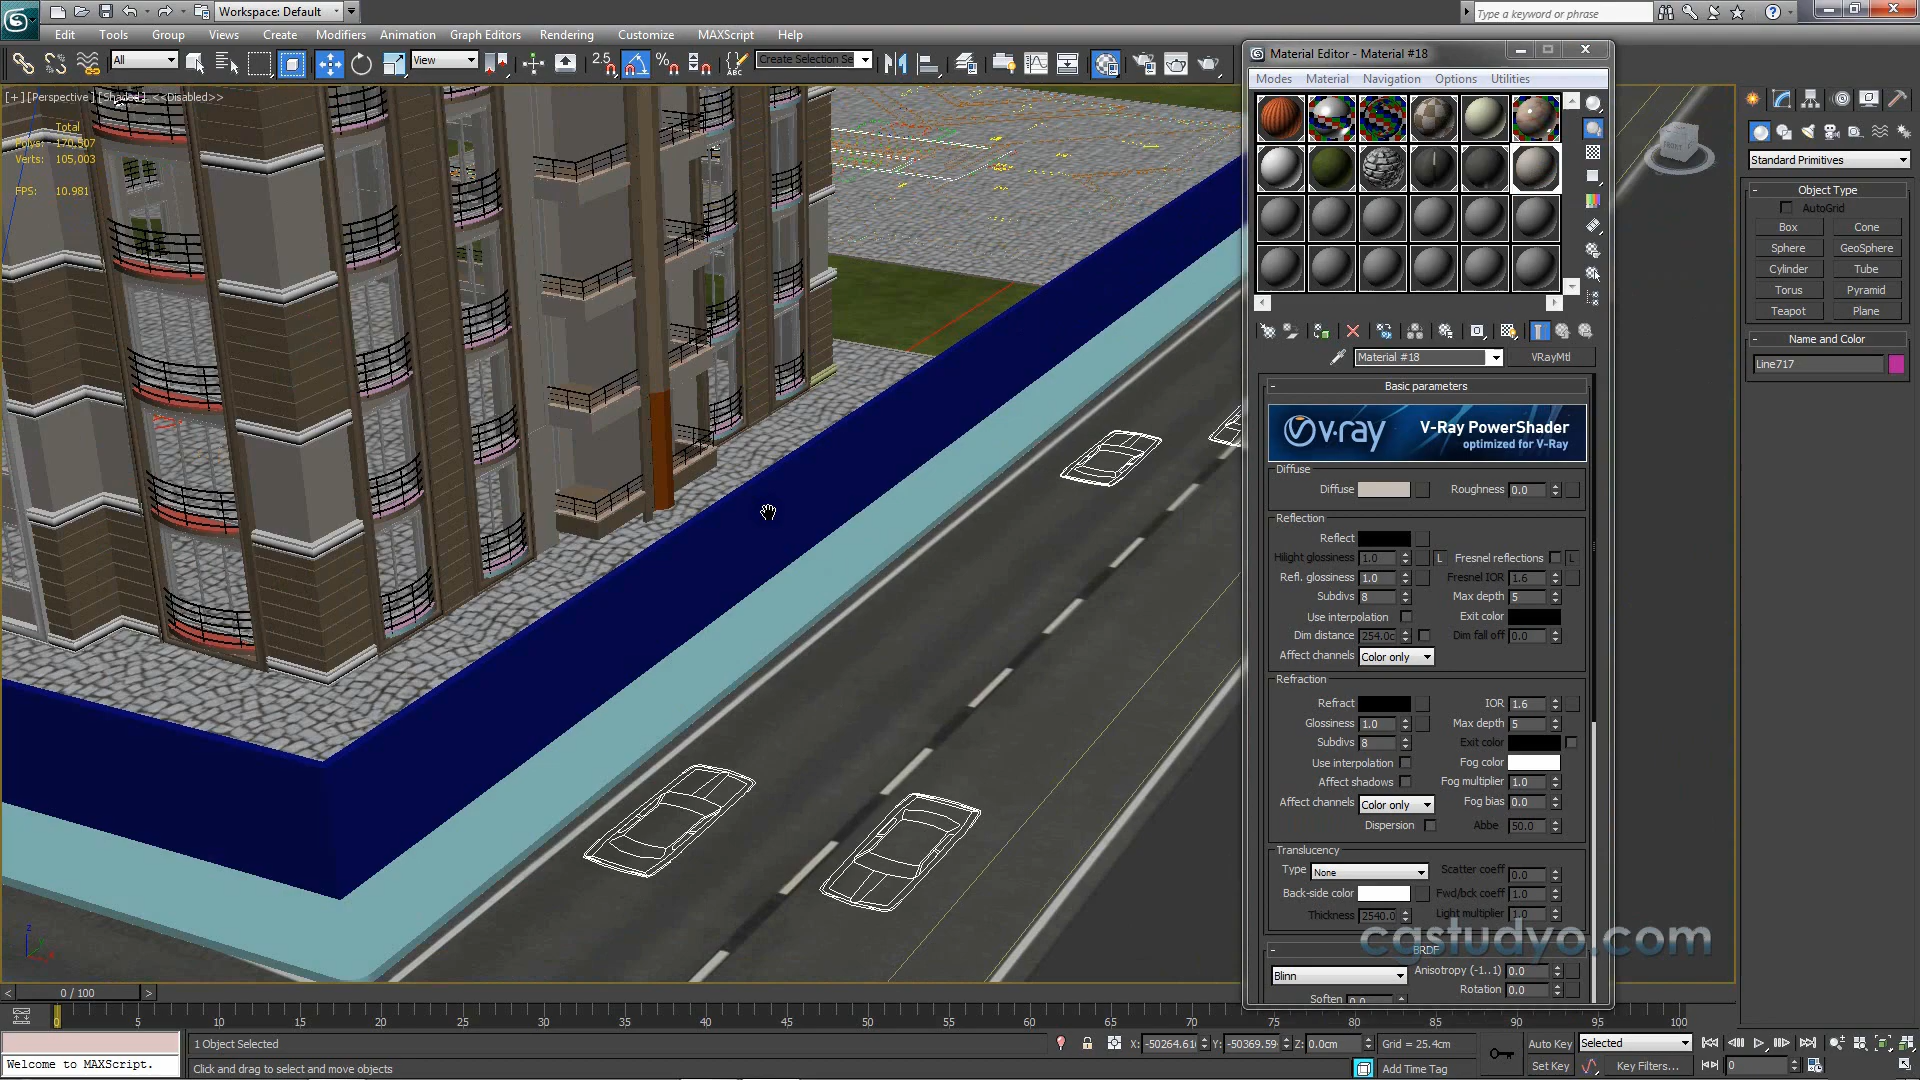 Workspace: Default
Type a keyword or phrase
Edit Tools Group Views Create Modifiers Animation Graph Editors Rendering Customize MAXScript Help
All
View
2.5
Create Selection Se
[+] [Perspective] [Shaded] <<Disabled>>
Total
Polys: 170,507
Verts: 105,003
FPS: 10.981
Material Editor - Material #18
Modes Material Navigation Options Utilities
Material #18
VRayMtl
Basic parameters
v-ray
V-Ray PowerShader
optimized for V-Ray
Diffuse
Diffuse
Roughness 0.0
Reflection
Reflect
Hilight glossiness 1.0 L Fresnel reflections L
Refl. glossiness 1.0 Fresnel IOR 1.6
Subdivs 8 Max depth 5
Use interpolation Exit color
Dim distance 254.0c Dim fall off 0.0
Affect channels Color only
Refraction
Refract IOR 1.6
Glossiness 1.0 Max depth 5
Subdivs 8 Exit color
Use interpolation Fog color
Affect shadows Fog multiplier 1.0
Affect channels Color only Fog bias 0.0
Dispersion Abbe 50.0
Translucency
Type None Scatter coeff 0.0
Back-side color Fwd/bck coeff 1.0
Thickness 2540.0 Light multiplier 1.0
cgstudyo.com
BRDF
Blinn Anisotropy (-1..1) 0.0
Rotation 0.0
Soften 0.0
Standard Primitives
Object Type
AutoGrid
Box Cone
Sphere GeoSphere
Cylinder Tube
Torus Pyramid
Teapot Plane
Name and Color
Line717
0 / 100
0 5 10 15 20 25 30 35 40 45 50 55 60 65 70 75 80 85 90 95 100
1 Object Selected
X: -50264.61 Y: -50369.59 Z: 0.0cm Grid = 25.4cm
Auto Key Selected
Welcome to MAXScript.
Click and drag to select and move objects
Add Time Tag
Set Key Key Filters... 0